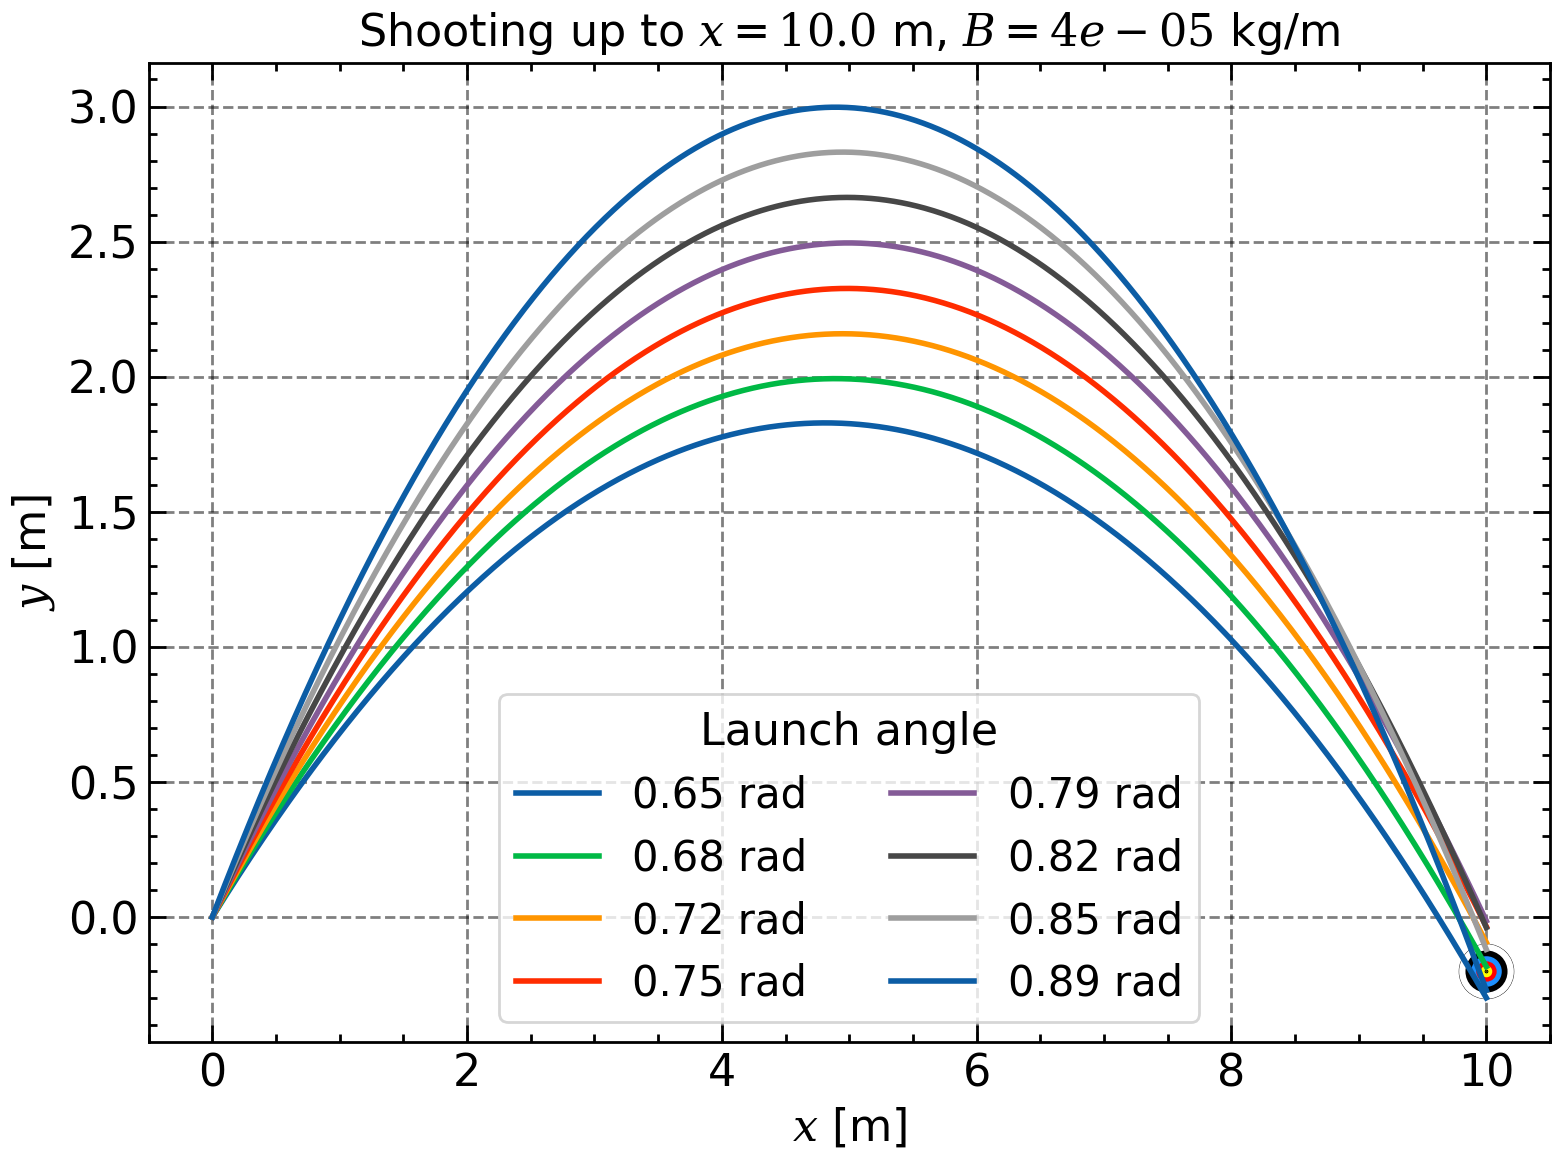 Shooting up to x = 10.0 m, B = 4e − 05 kg/m
3.0
2.5
2.0
1.5
1.0
0.5
0.0
y [m]
Launch angle
0.65 rad
0.68 rad
0.72 rad
0.75 rad
0.79 rad
0.82 rad
0.85 rad
0.89 rad
0 2 4 6 8 10
x [m]